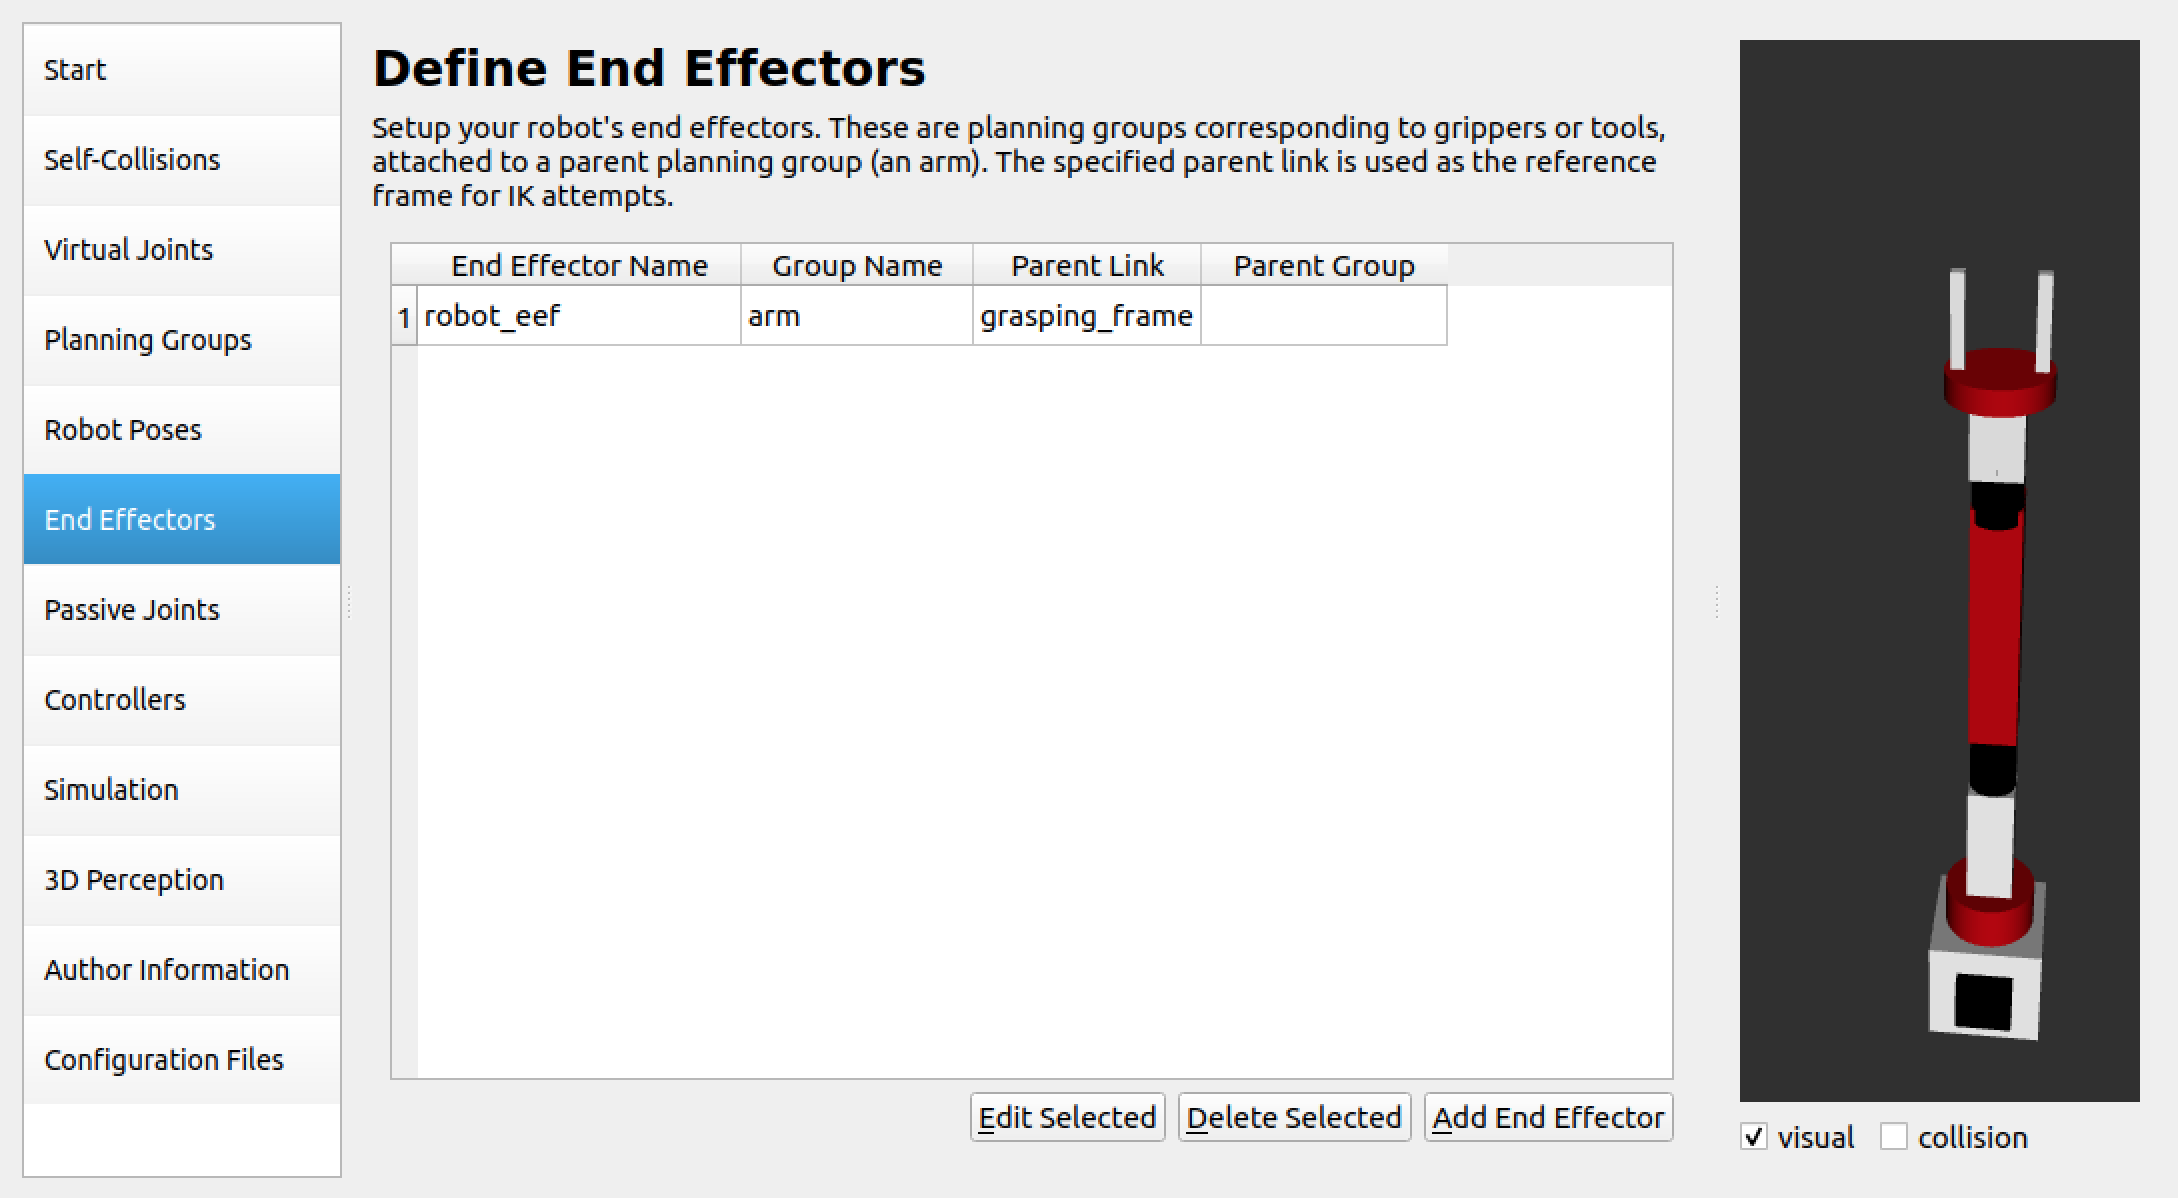 Start
Self-Collisions
Virtual Joints
Planning Groups
Robot Poses
End Effectors
Passive Joints
Controllers
Simulation
3D Perception
Author Information
Configuration Files
Define End Effectors
Setup your robot's end effectors. These are planning groups corresponding to grippers or tools,
attached to a parent planning group (an arm). The specified parent link is used as the reference
frame for IK attempts.
End Effector Name Group Name Parent Link Parent Group
1 robot_eef arm grasping_frame
Edit Selected Delete Selected Add End Effector
visual collision